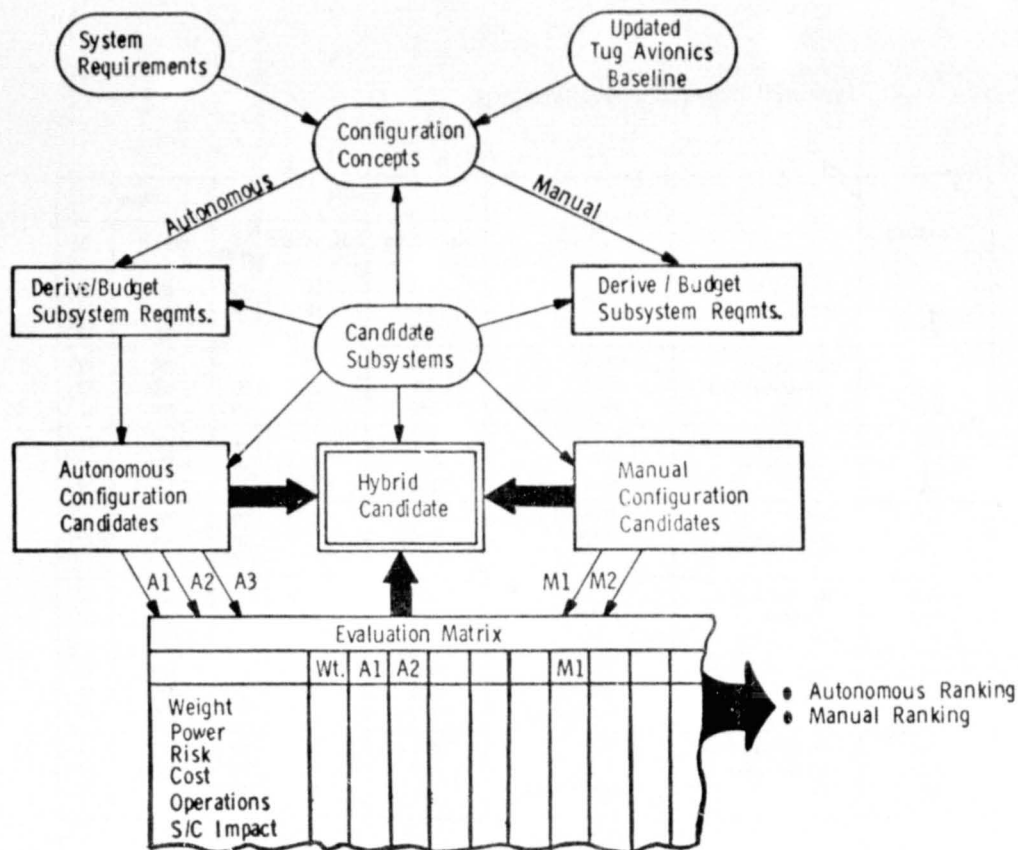 System
Requirements
Updated
Tug Avionics
Baseline
Configuration
Concepts
Autonomous
Manual
Derive/Budget
Subsystem Reqmts.
Derive / Budget
Subsystem Reqmts.
Candidate
Subsystems
Autonomous
Configuration
Candidates
Hybrid
Candidate
Manual
Configuration
Candidates
A1 A2 A3
M1 M2
Evaluation Matrix
Wt. A1 A2 M1
Weight
Power
Risk
Cost
Operations
S/C Impact
• Autonomous Ranking
• Manual Ranking